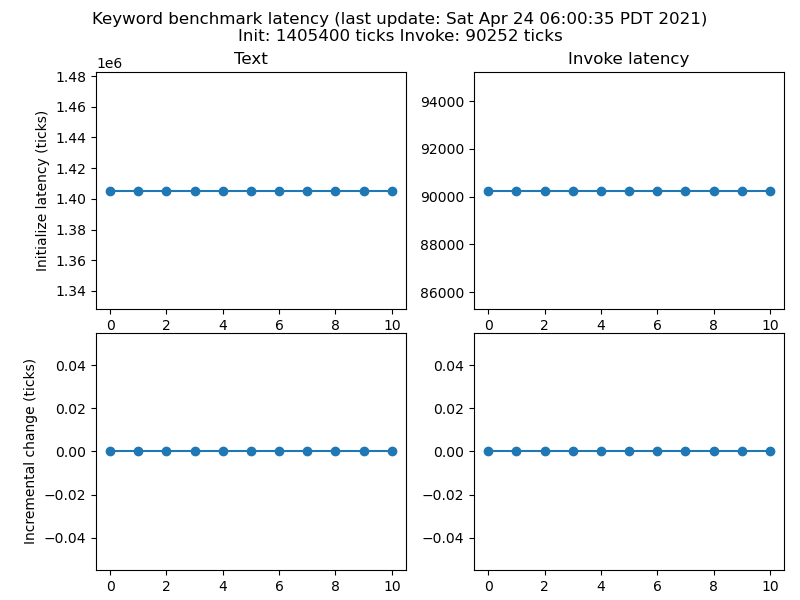 Keyword benchmark latency (last update: Sat Apr 24 06:00:35 PDT 2021)
Init: 1405400 ticks Invoke: 90252 ticks
Text
Invoke latency
1e6
Initialize latency (ticks)
1.48
1.46
1.44
1.42
1.40
1.38
1.36
1.34
0 2 4 6 8 10
94000
92000
90000
88000
86000
0 2 4 6 8 10
Incremental change (ticks)
0.04
0.02
0.00
−0.02
−0.04
0 2 4 6 8 10
0.04
0.02
0.00
−0.02
−0.04
0 2 4 6 8 10